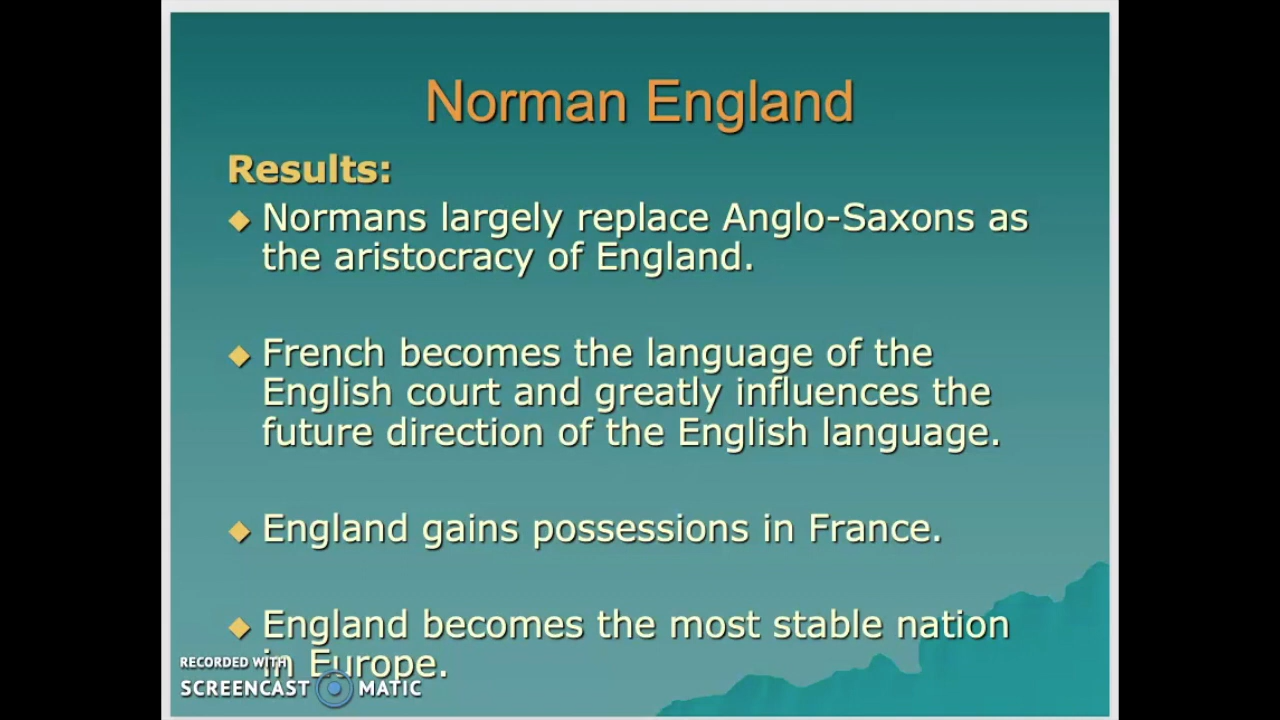 Norman England
Results:
Normans largely replace Anglo-Saxons as
the aristocracy of England.
French becomes the language of the
English court and greatly influences the
future direction of the English language.
England gains possessions in France.
England becomes the most stable nation
in Europe.
RECORDED WITH
SCREENCAST MATIC